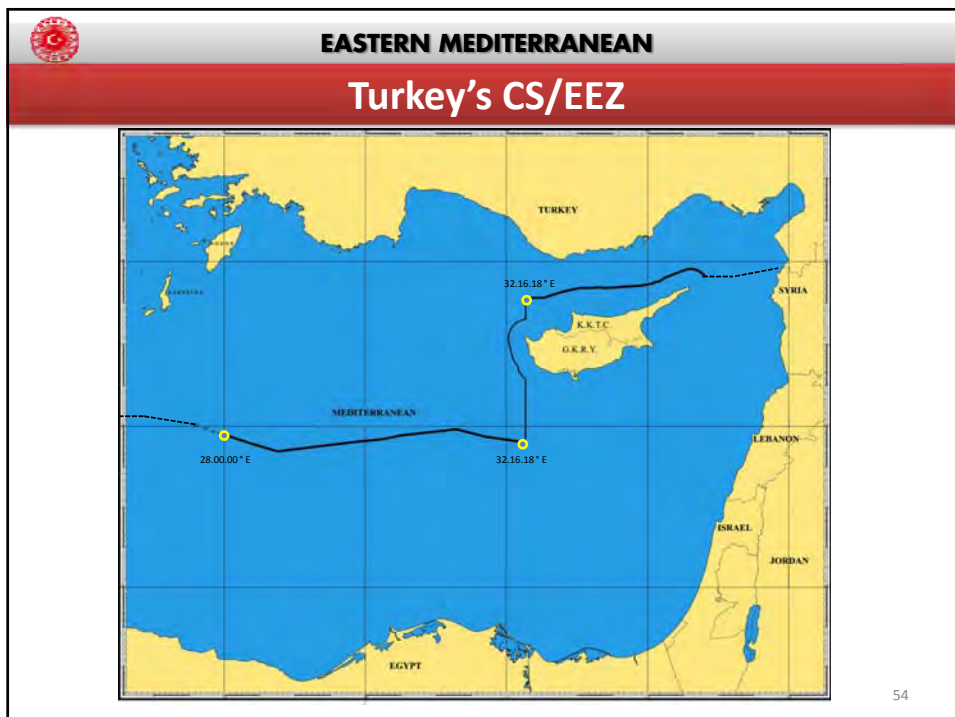 EASTERN MEDITERRANEAN
Turkey's CS/EEZ
TURKEY
32.16.18° E
SYRIA
K.K.T.C.
G.K.R.Y.
MEDITERRANEAN
LEBANON
28.00.00° E
32.16.18° E
ISRAEL
JORDAN
EGYPT
54